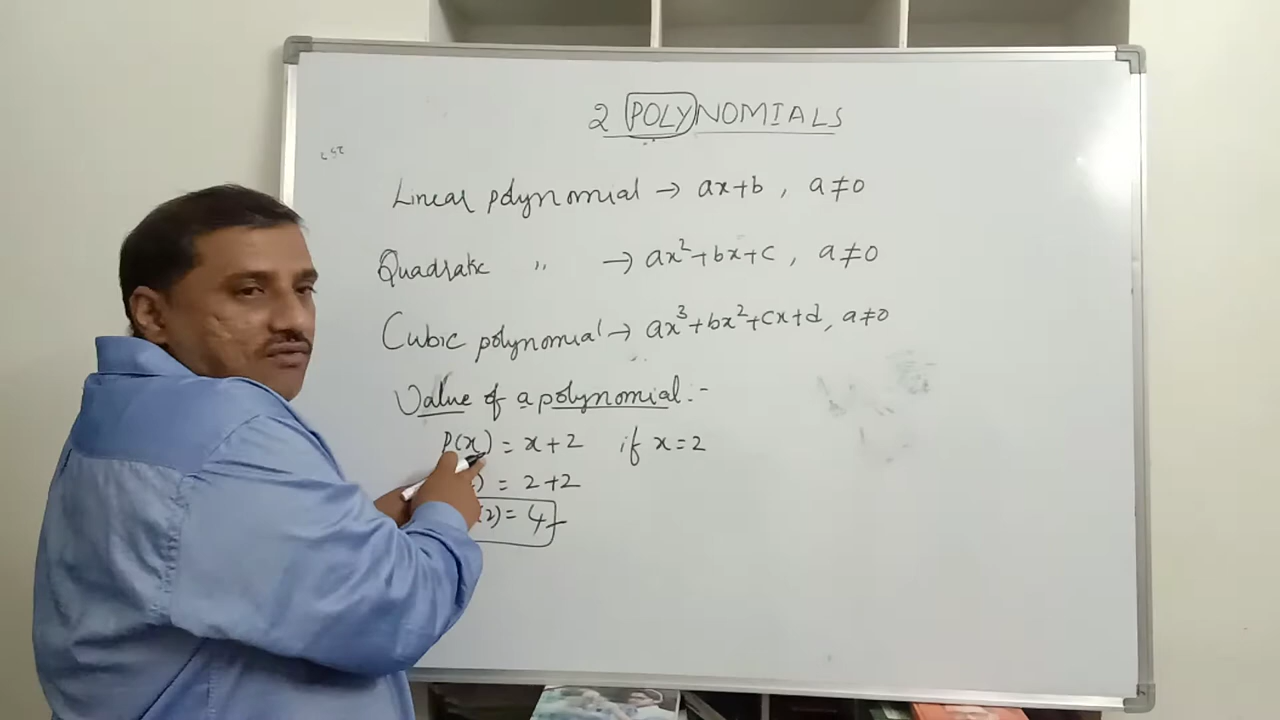 2 POLYNOMIALS
Linear polynomial → ax+b, a≠0
Quadratic ,, → ax²+bx+c, a≠0
Cubic polynomial → ax³+bx²+cx+d, a≠0
Value of a polynomial:-
P(x) = x+2 if x=2
) = 2+2
(2) = 4